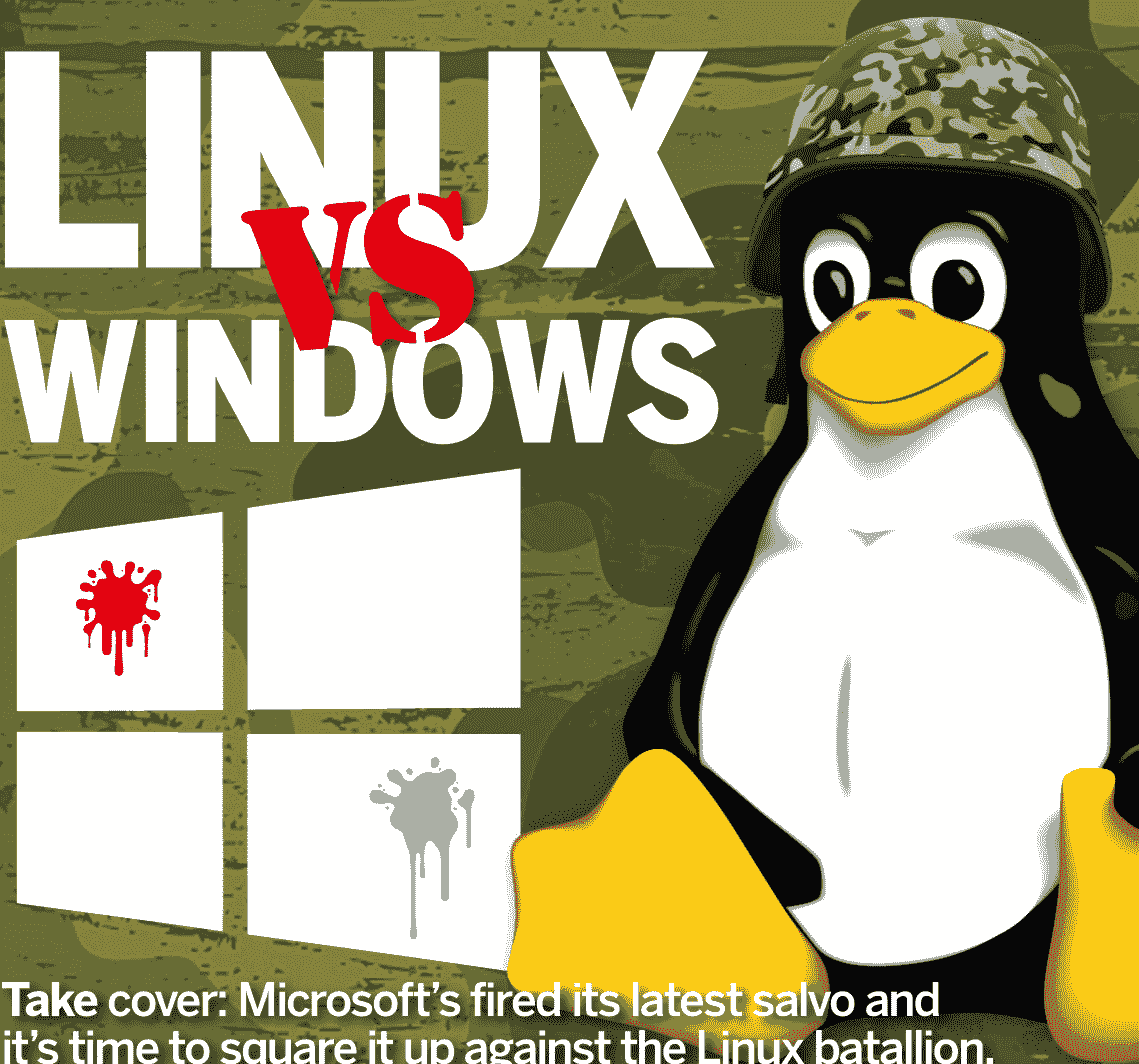 LINUX
VS
WINDOWS
Take cover: Microsoft’s fired its latest salvo and
it’s time to square it up against the Linux batallion.